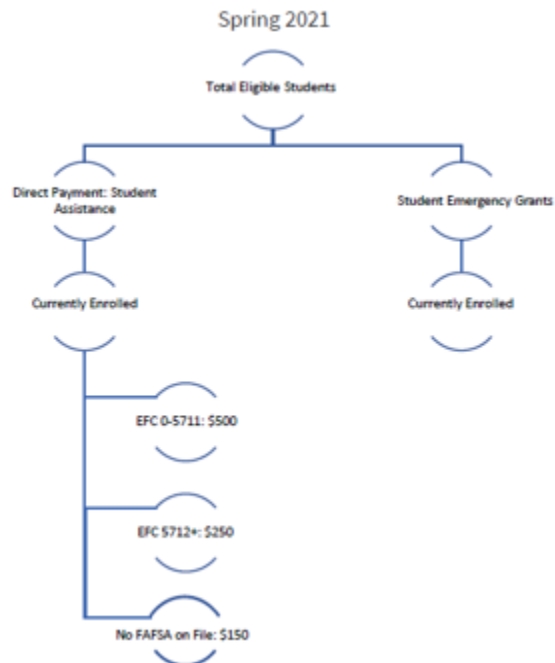 Spring 2021
Total Eligible Students
Direct Payment: Student
Assistance
Student Emergency Grants
Currently Enrolled
Currently Enrolled
EFC 0-5711: $500
EFC 5712+: $250
No FAFSA on File: $150